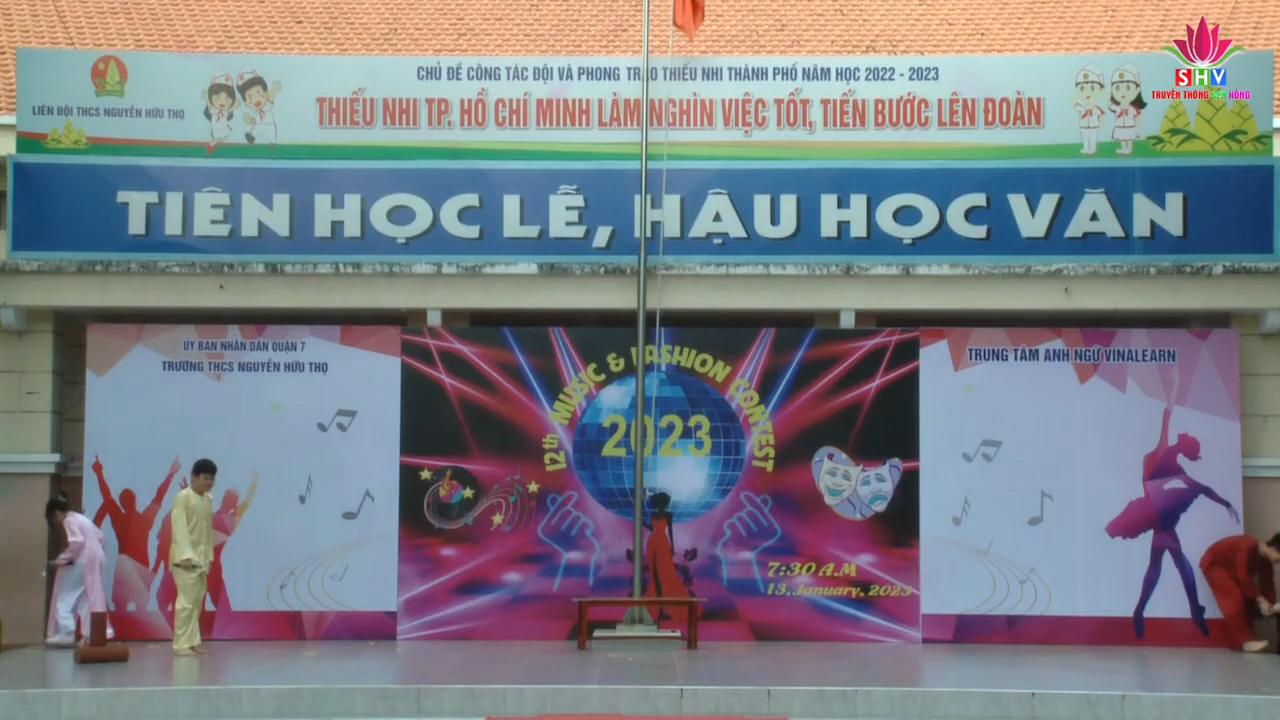 CHỦ ĐỀ CÔNG TÁC ĐỘI VÀ PHONG TRÀO THIẾU NHI THÀNH PHỐ NĂM HỌC 2022 - 2023
SHV
TRUYỀN THÔNG SEN HỒNG
LIÊN ĐỘI THCS NGUYỄN HỮU THỌ
THIẾU NHI TP. HỒ CHÍ MINH LÀM NGHÌN VIỆC TỐT, TIẾN BƯỚC LÊN ĐOÀN
TIÊN HỌC LỄ, HẬU HỌC VĂN
ỦY BAN NHÂN DÂN QUẬN 7
TRƯỜNG THCS NGUYỄN HỮU THỌ
12th MUSIC & FASHION CONTEST
2023
7:30 A.M
13, January, 2023
TRUNG TÂM ANH NGỮ VINALEARN